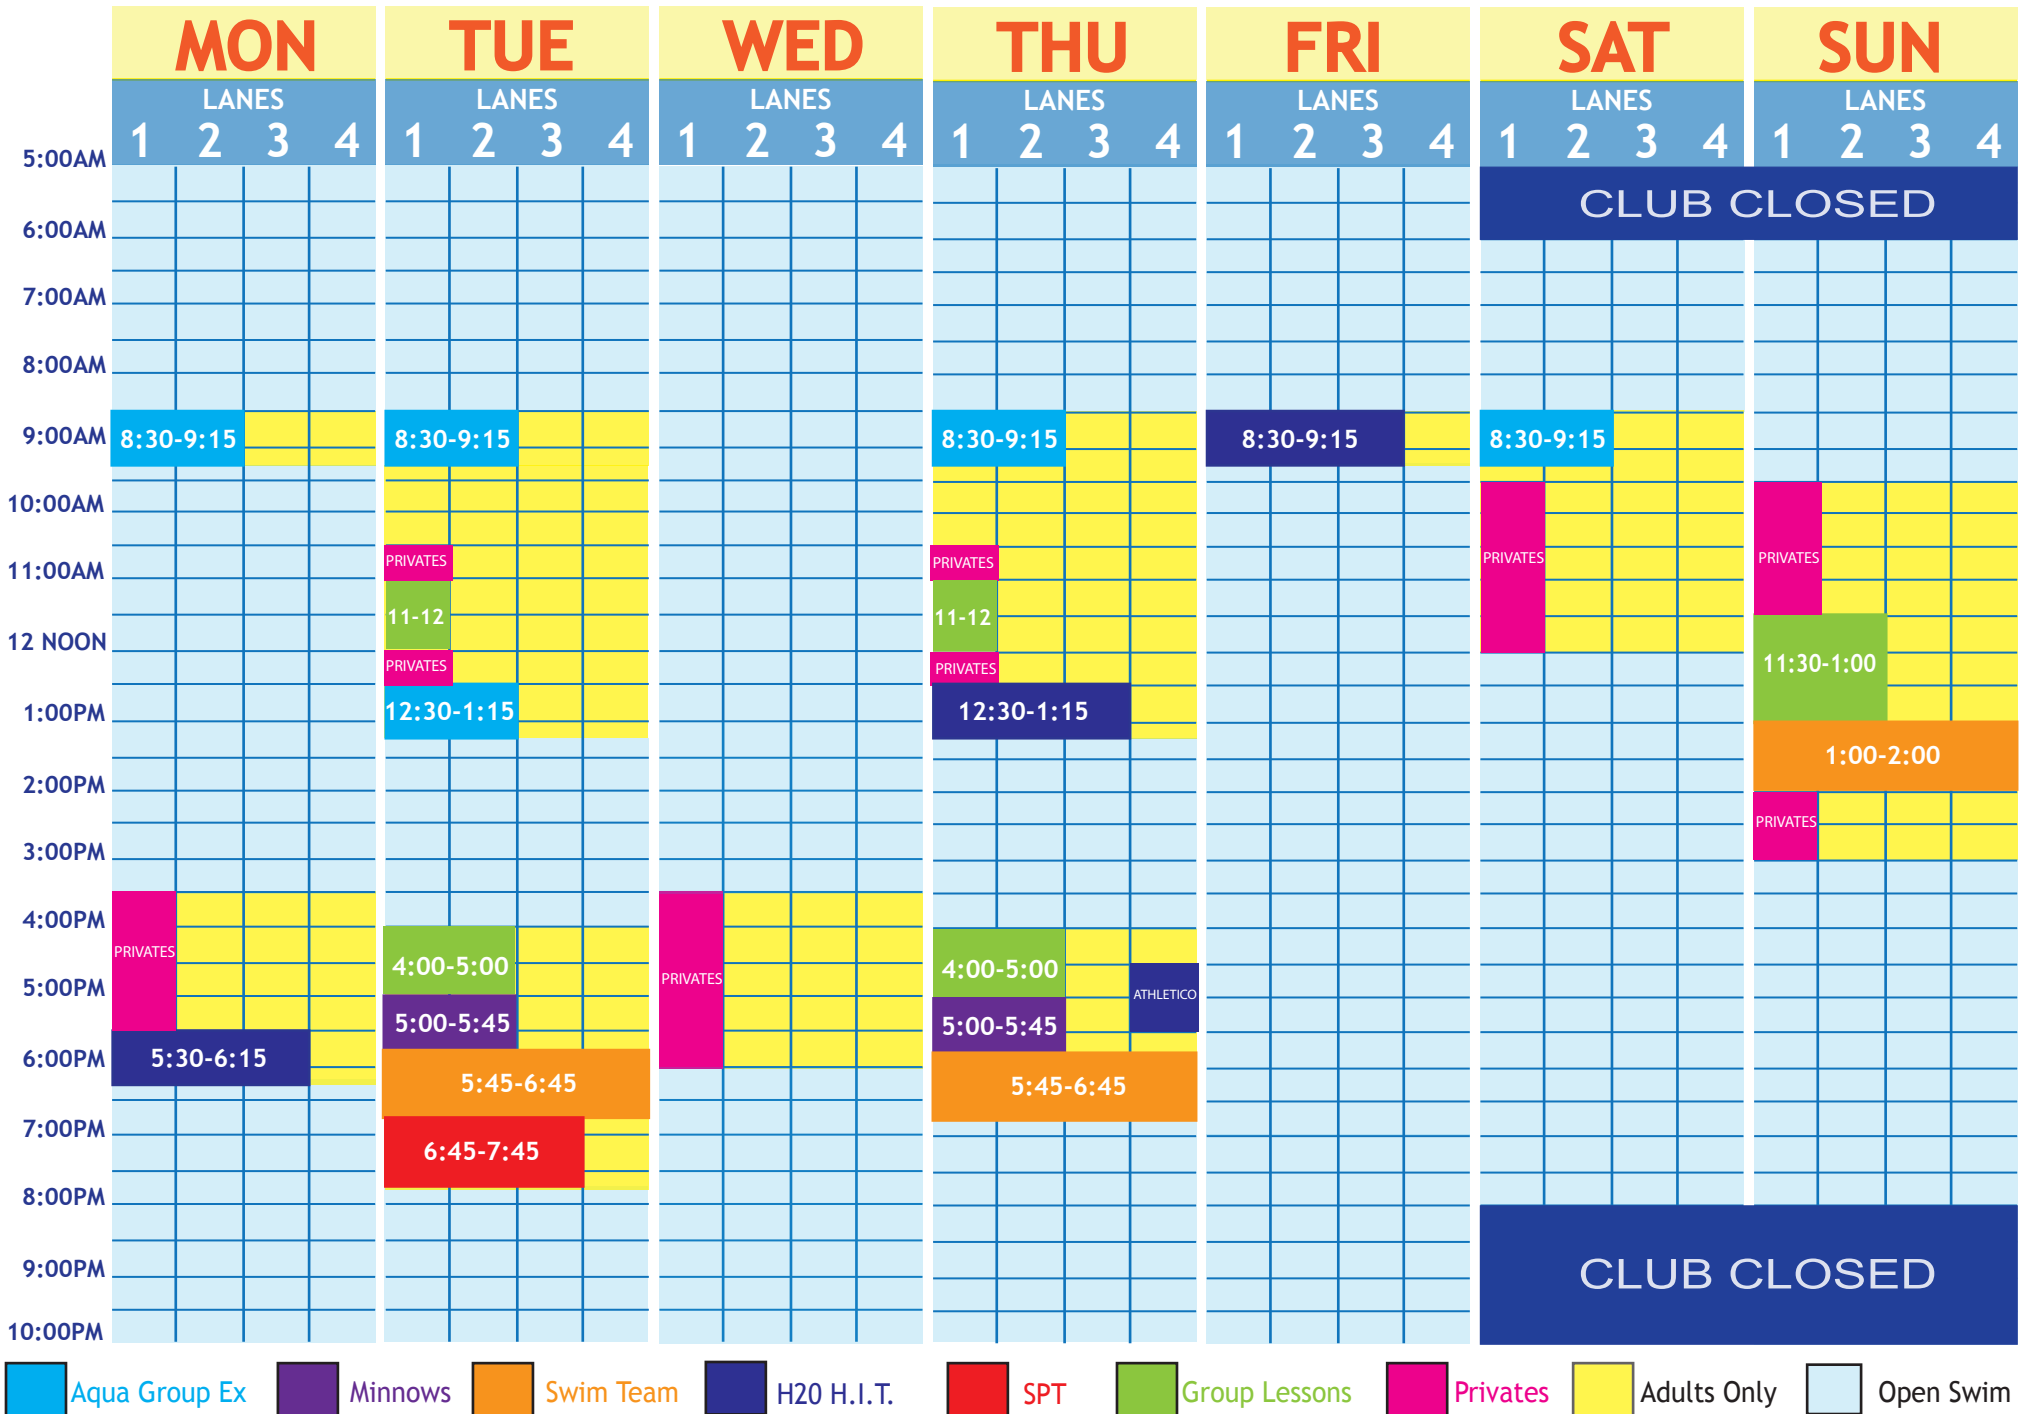 MON TUE WED THU FRI SAT SUN
LANES LANES LANES LANES LANES LANES LANES
1 2 3 4 1 2 3 4 1 2 3 4 1 2 3 4 1 2 3 4 1 2 3 4 1 2 3 4
5:00AM
CLUB CLOSED
6:00AM
7:00AM
8:00AM
9:00AM 8:30-9:15 8:30-9:15 8:30-9:15 8:30-9:15 8:30-9:15
10:00AM
PRIVATES PRIVATES PRIVATES PRIVATES
11:00AM
11-12 11-12
12 NOON
PRIVATES PRIVATES 11:30-1:00
1:00PM 12:30-1:15 12:30-1:15
1:00-2:00
2:00PM
PRIVATES
3:00PM
4:00PM
PRIVATES 4:00-5:00 PRIVATES 4:00-5:00
5:00PM ATHLETICO
5:00-5:45 5:00-5:45
6:00PM 5:30-6:15
5:45-6:45 5:45-6:45
7:00PM
6:45-7:45
8:00PM
9:00PM CLUB CLOSED
10:00PM
Aqua Group Ex Minnows Swim Team H20 H.I.T. SPT Group Lessons Privates Adults Only Open Swim